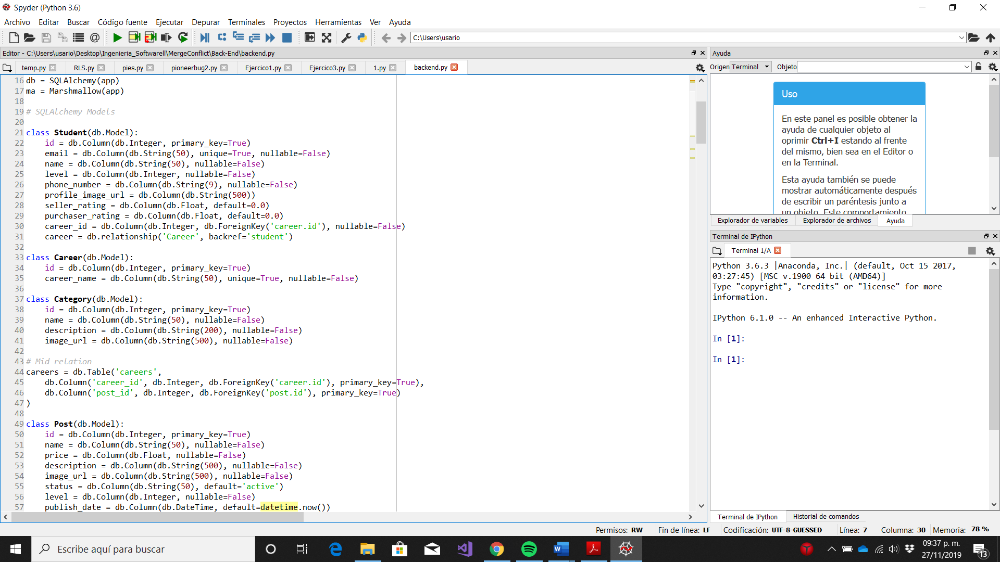 Spyder (Python 3.6)
Archivo Editar Buscar Código fuente Ejecutar Depurar Terminales Proyectos Herramientas Ver Ayuda
C:\Users\usario
Editor - C:\Users\usario\Desktop\Ingenieria_SoftwareII\MergeConflict\Back-End\backend.py
temp.py RLS.py pies.py pioneerbug2.py Ejercico1.py Ejercico3.py 1.py backend.py
16 db = SQLAlchemy(app)
17 ma = Marshmallow(app)
18
19 # SQLAlchemy Models
20
21 class Student(db.Model):
22     id = db.Column(db.Integer, primary_key=True)
23     email = db.Column(db.String(50), unique=True, nullable=False)
24     name = db.Column(db.String(50), nullable=False)
25     level = db.Column(db.Integer, nullable=False)
26     phone_number = db.Column(db.String(9), nullable=False)
27     profile_image_url = db.Column(db.String(500))
28     seller_rating = db.Column(db.Float, default=0.0)
29     purchaser_rating = db.Column(db.Float, default=0.0)
30     career_id = db.Column(db.Integer, db.ForeignKey('career.id'), nullable=False)
31     career = db.relationship('Career', backref='student')
32
33 class Career(db.Model):
34     id = db.Column(db.Integer, primary_key=True)
35     career_name = db.Column(db.String(50), unique=True, nullable=False)
36
37 class Category(db.Model):
38     id = db.Column(db.Integer, primary_key=True)
39     name = db.Column(db.String(50), nullable=False)
40     description = db.Column(db.String(200), nullable=False)
41     image_url = db.Column(db.String(500), nullable=False)
42
43 # Mid relation
44 careers = db.Table('careers',
45     db.Column('career_id', db.Integer, db.ForeignKey('career.id'), primary_key=True),
46     db.Column('post_id', db.Integer, db.ForeignKey('post.id'), primary_key=True)
47 )
48
49 class Post(db.Model):
50     id = db.Column(db.Integer, primary_key=True)
51     name = db.Column(db.String(50), nullable=False)
52     price = db.Column(db.Float, nullable=False)
53     description = db.Column(db.String(500), nullable=False)
54     image_url = db.Column(db.String(500), nullable=False)
55     status = db.Column(db.String(50), default='active')
56     level = db.Column(db.Integer, nullable=False)
57     publish_date = db.Column(db.DateTime, default=datetime.now())
Ayuda
Origen Terminal Objeto
Uso
En este panel es posible obtener la
ayuda de cualquier objeto al
oprimir Ctrl+I estando al frente
del mismo, bien sea en el Editor o
en la Terminal.
Esta ayuda también se puede
mostrar automáticamente después
de escribir un paréntesis junto a
un objeto. Este comportamiento
Explorador de variables Explorador de archivos Ayuda
Terminal de IPython
Terminal 1/A
Python 3.6.3 |Anaconda, Inc.| (default, Oct 15 2017,
03:27:45) [MSC v.1900 64 bit (AMD64)]
Type "copyright", "credits" or "license" for more
information.
IPython 6.1.0 -- An enhanced Interactive Python.
In [1]:
In [1]:
Terminal de IPython Historial de comandos
Permisos: RW Fin de línea: LF Codificación: UTF-8-GUESSED Línea: 7 Columna: 30 Memoria: 78 %
Escribe aquí para buscar
09:37 p. m.
27/11/2019
13